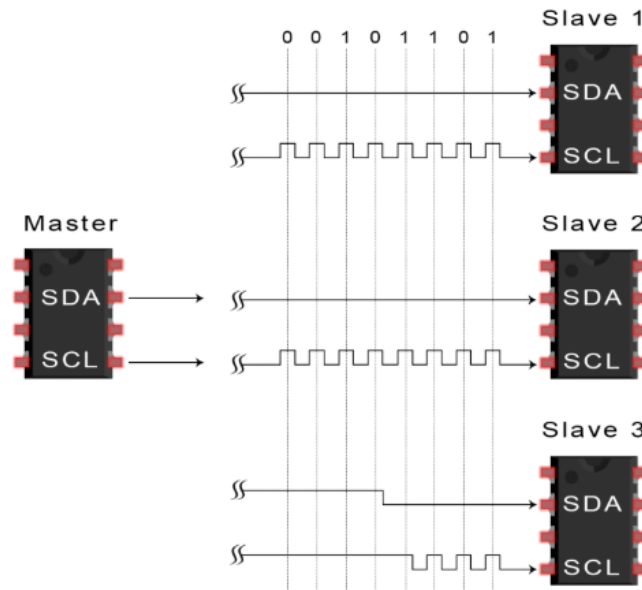 Slave 1
0 0 1 0 1 1 0 1
SDA
SCL
Master
SDA
SCL
Slave 2
SDA
SCL
Slave 3
SDA
SCL